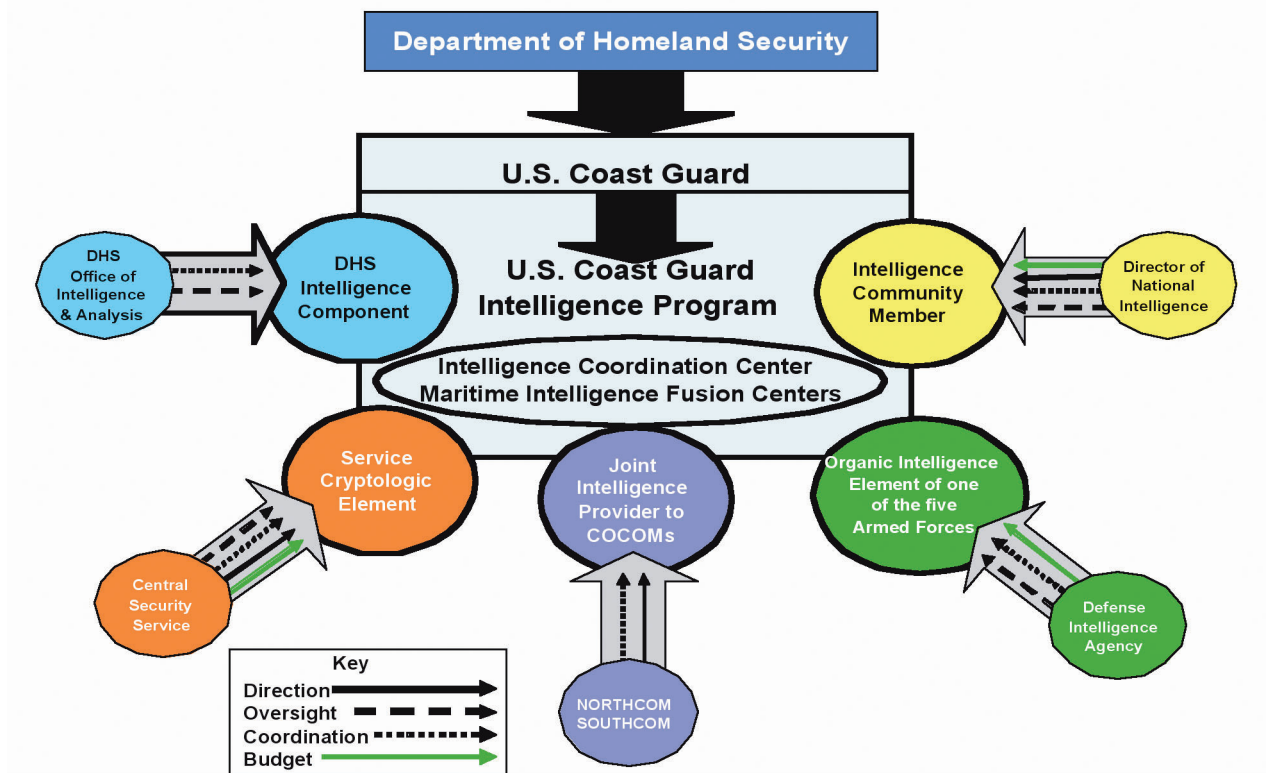 Department of Homeland Security
U.S. Coast Guard
U.S. Coast Guard
Intelligence Program
Intelligence Coordination Center
Maritime Intelligence Fusion Centers
DHS
Office of
Intelligence
& Analysis
DHS
Intelligence
Component
Intelligence
Community
Member
Director of
National
Intelligence
Service
Cryptologic
Element
Joint
Intelligence
Provider to
COCOMs
Organic Intelligence
Element of one
of the five
Armed Forces
Central
Security
Service
NORTHCOM
SOUTHCOM
Defense
Intelligence
Agency
Key
Direction
Oversight
Coordination
Budget